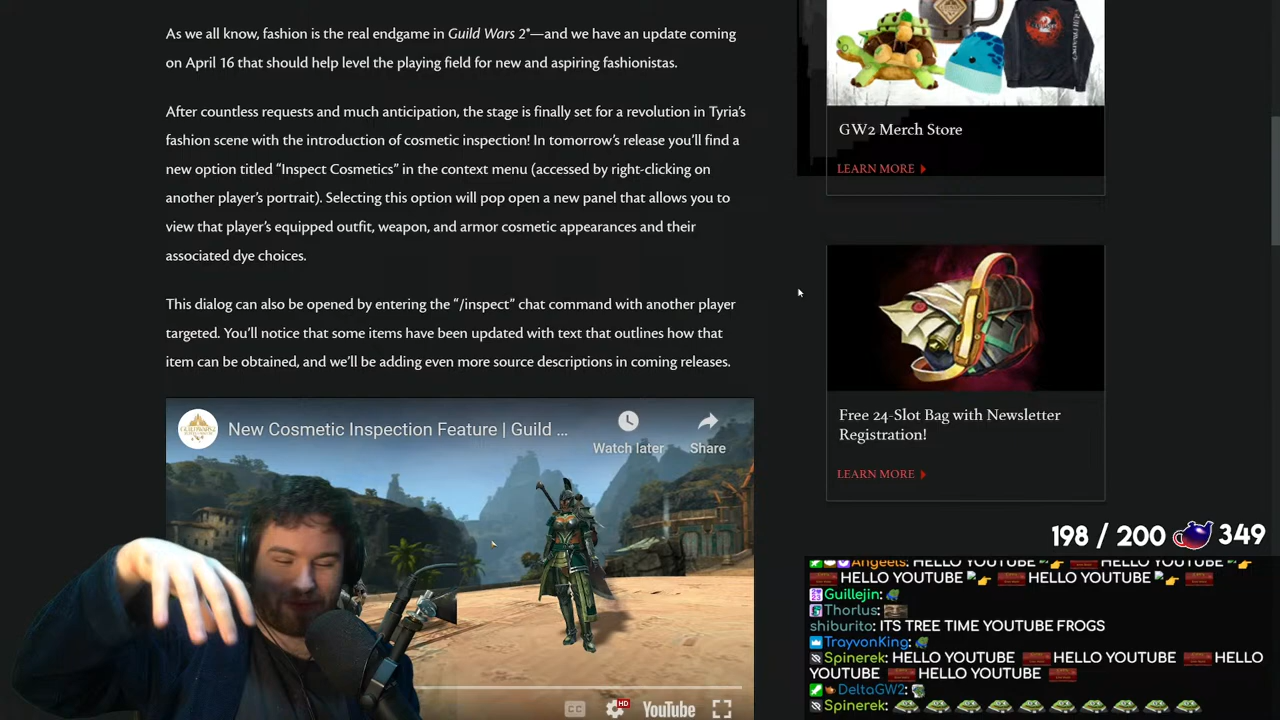 As we all know, fashion is the real endgame in Guild Wars 2*—and we have an update coming
on April 16 that should help level the playing field for new and aspiring fashionistas.
After countless requests and much anticipation, the stage is finally set for a revolution in Tyria's
fashion scene with the introduction of cosmetic inspection! In tomorrow's release you'll find a
new option titled “Inspect Cosmetics” in the context menu (accessed by right-clicking on
another player's portrait). Selecting this option will pop open a new panel that allows you to
view that player's equipped outfit, weapon, and armor cosmetic appearances and their
associated dye choices.
This dialog can also be opened by entering the “/inspect” chat command with another player
targeted. You'll notice that some items have been updated with text that outlines how that
item can be obtained, and we'll be adding even more source descriptions in coming releases.
New Cosmetic Inspection Feature | Guild ...
Watch later
Share
CC
HD
YouTube
GW2 Merch Store
LEARN MORE
Free 24-Slot Bag with Newsletter
Registration!
LEARN MORE
198 / 200 349
Angeels: HELLO YOUTUBE HELLO YOUTUBE
HELLO YOUTUBE HELLO YOUTUBE
Guillejin:
Thorlus:
shiburito: ITS TREE TIME YOUTUBE FROGS
TrayvonKing:
Spinerek: HELLO YOUTUBE HELLO YOUTUBE HELLO
YOUTUBE HELLO YOUTUBE
DeltaGW2:
Spinerek: